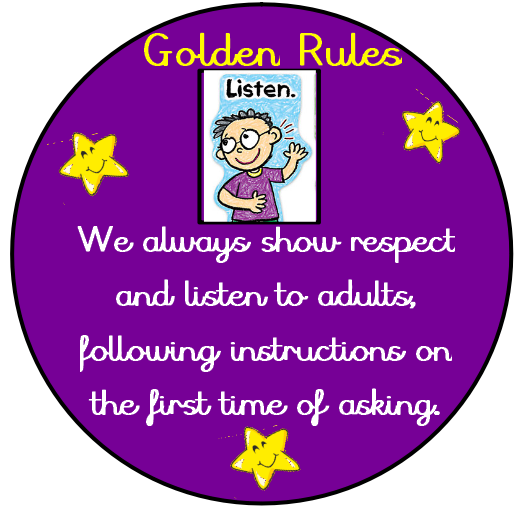 Golden Rules
Listen.
We always show respect
and listen to adults,
following instructions on
the first time of asking.